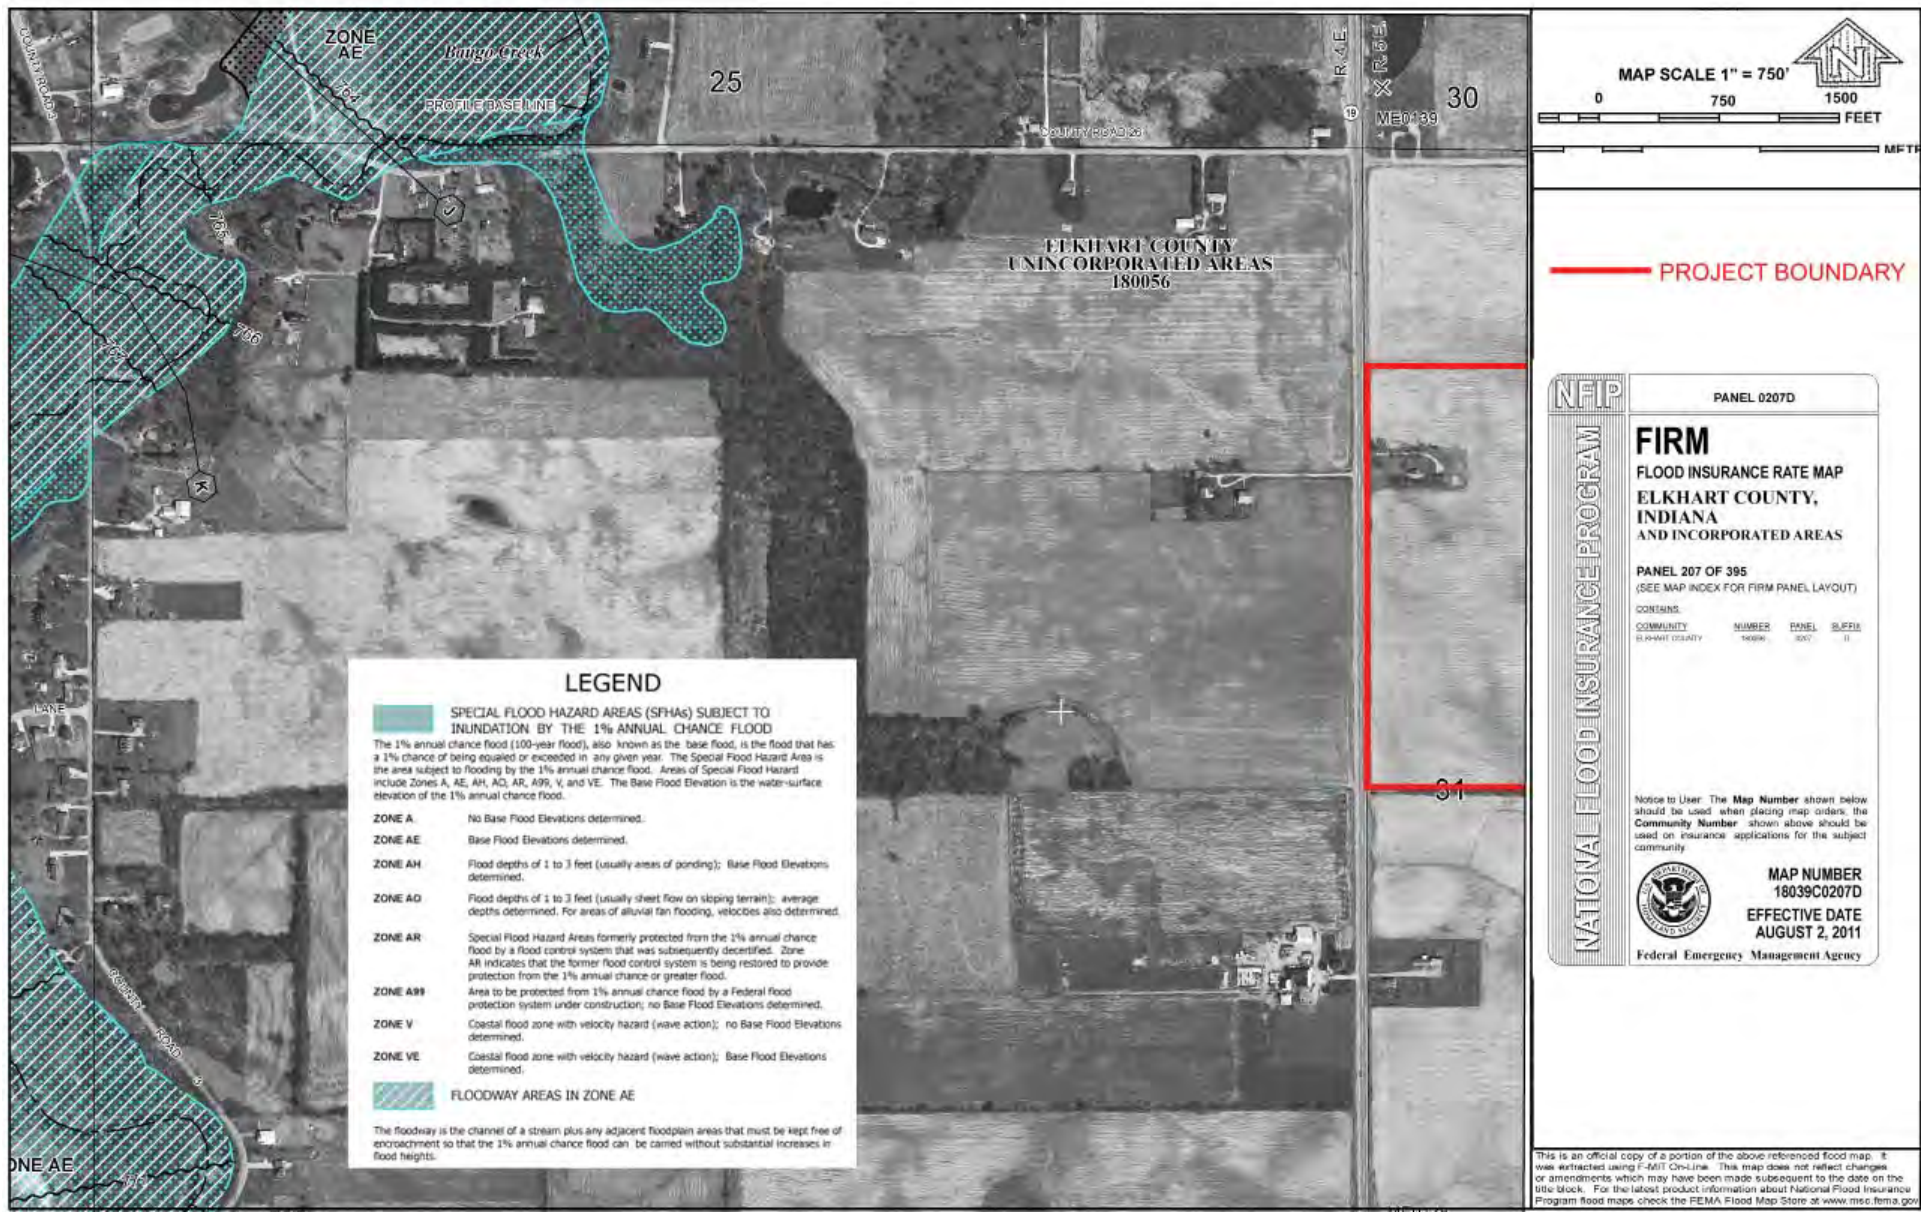 COUNTY ROAD 3
ZONE
AE
Baugo Creek
764
PROFILE BASE LINE
25
R. 4 E.
X R. 5 E.
30
19
ME0139
COUNTY ROAD 26
J
765
766
767
K
ELKHART COUNTY
UNINCORPORATED AREAS
180056
31
LANE
COUNTY
ROAD
3
ZONE AE
LEGEND
SPECIAL FLOOD HAZARD AREAS (SFHAs) SUBJECT TO
INUNDATION BY THE 1% ANNUAL CHANCE FLOOD
The 1% annual chance flood (100-year flood), also known as the base flood, is the flood that has
a 1% chance of being equaled or exceeded in any given year. The Special Flood Hazard Area is
the area subject to flooding by the 1% annual chance flood. Areas of Special Flood Hazard
include Zones A, AE, AH, AO, AR, A99, V, and VE. The Base Flood Elevation is the water-surface
elevation of the 1% annual chance flood.
ZONE A No Base Flood Elevations determined.
ZONE AE Base Flood Elevations determined.
ZONE AH Flood depths of 1 to 3 feet (usually areas of ponding); Base Flood Elevations
determined.
ZONE AO Flood depths of 1 to 3 feet (usually sheet flow on sloping terrain); average
depths determined. For areas of alluvial fan flooding, velocities also determined.
ZONE AR Special Flood Hazard Areas formerly protected from the 1% annual chance
flood by a flood control system that was subsequently decertified. Zone
AR indicates that the former flood control system is being restored to provide
protection from the 1% annual chance or greater flood.
ZONE A99 Area to be protected from 1% annual chance flood by a Federal flood
protection system under construction; no Base Flood Elevations determined.
ZONE V Coastal flood zone with velocity hazard (wave action); no Base Flood Elevations
determined.
ZONE VE Coastal flood zone with velocity hazard (wave action); Base Flood Elevations
determined.
FLOODWAY AREAS IN ZONE AE
The floodway is the channel of a stream plus any adjacent floodplain areas that must be kept free of
encroachment so that the 1% annual chance flood can be carried without substantial increases in
flood heights.
MAP SCALE 1" = 750'
N
0 750 1500
FEET
METR
PROJECT BOUNDARY
NFIP
NATIONAL FLOOD INSURANCE PROGRAM
PANEL 0207D
FIRM
FLOOD INSURANCE RATE MAP
ELKHART COUNTY,
INDIANA
AND INCORPORATED AREAS
PANEL 207 OF 395
(SEE MAP INDEX FOR FIRM PANEL LAYOUT)
CONTAINS:
COMMUNITY NUMBER PANEL SUFFIX
ELKHART COUNTY 180056 0207 D
Notice to User: The Map Number shown below
should be used when placing map orders; the
Community Number shown above should be
used on insurance applications for the subject
community.
MAP NUMBER
18039C0207D
EFFECTIVE DATE
AUGUST 2, 2011
Federal Emergency Management Agency
This is an official copy of a portion of the above referenced flood map. It
was extracted using F-MIT On-Line. This map does not reflect changes
or amendments which may have been made subsequent to the date on the
title block. For the latest product information about National Flood Insurance
Program flood maps check the FEMA Flood Map Store at www.msc.fema.gov